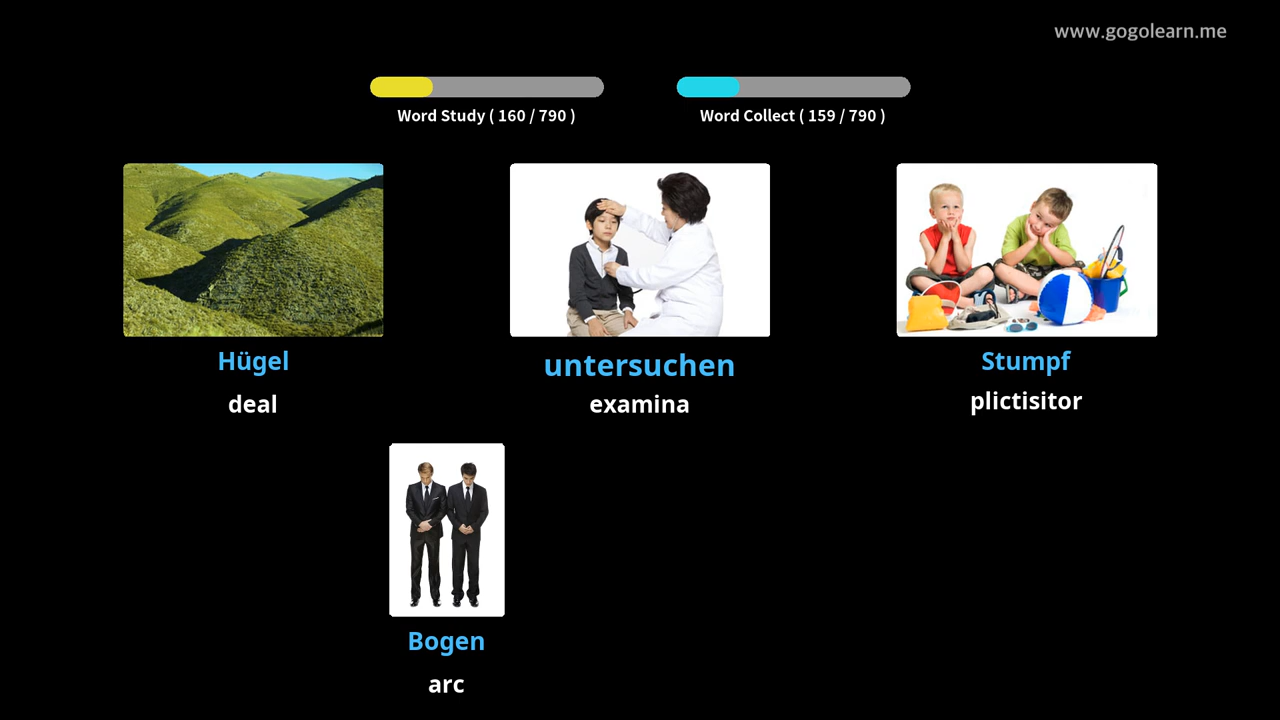 www.gogolearn.me
Word Study ( 160 / 790 )
Word Collect ( 159 / 790 )
Hügel
deal
untersuchen
examina
Stumpf
plictisitor
Bogen
arc